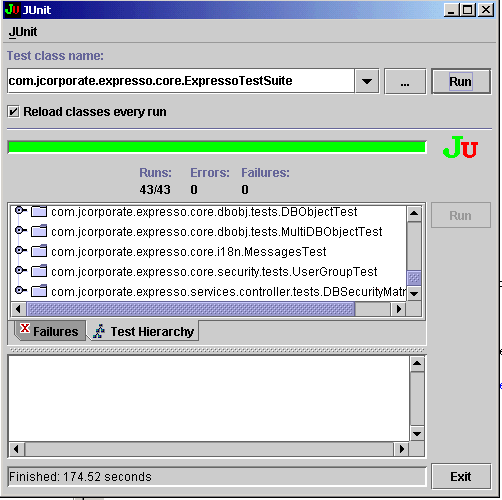 JU JUnit
JUnit
Test class name:
com.jcorporate.expresso.core.ExpressoTestSuite
...
Run
Reload classes every run
JU
Runs: Errors: Failures:
43/43 0 0
com.jcorporate.expresso.core.dbobj.tests.DBObjectTest
Run
com.jcorporate.expresso.core.dbobj.tests.MultiDBObjectTest
com.jcorporate.expresso.core.i18n.MessagesTest
com.jcorporate.expresso.core.security.tests.UserGroupTest
com.jcorporate.expresso.services.controller.tests.DBSecurityMatr
Failures Test Hierarchy
Finished: 174.52 seconds
Exit